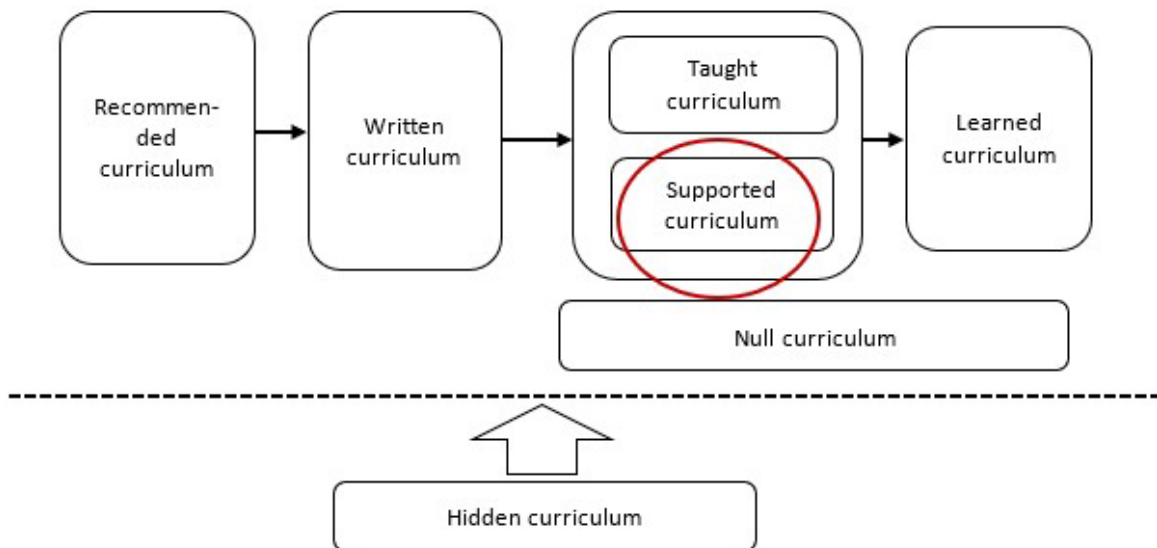 Recommen-
ded
curriculum
Written
curriculum
Taught
curriculum
Supported
curriculum
Learned
curriculum
Null curriculum
Hidden curriculum